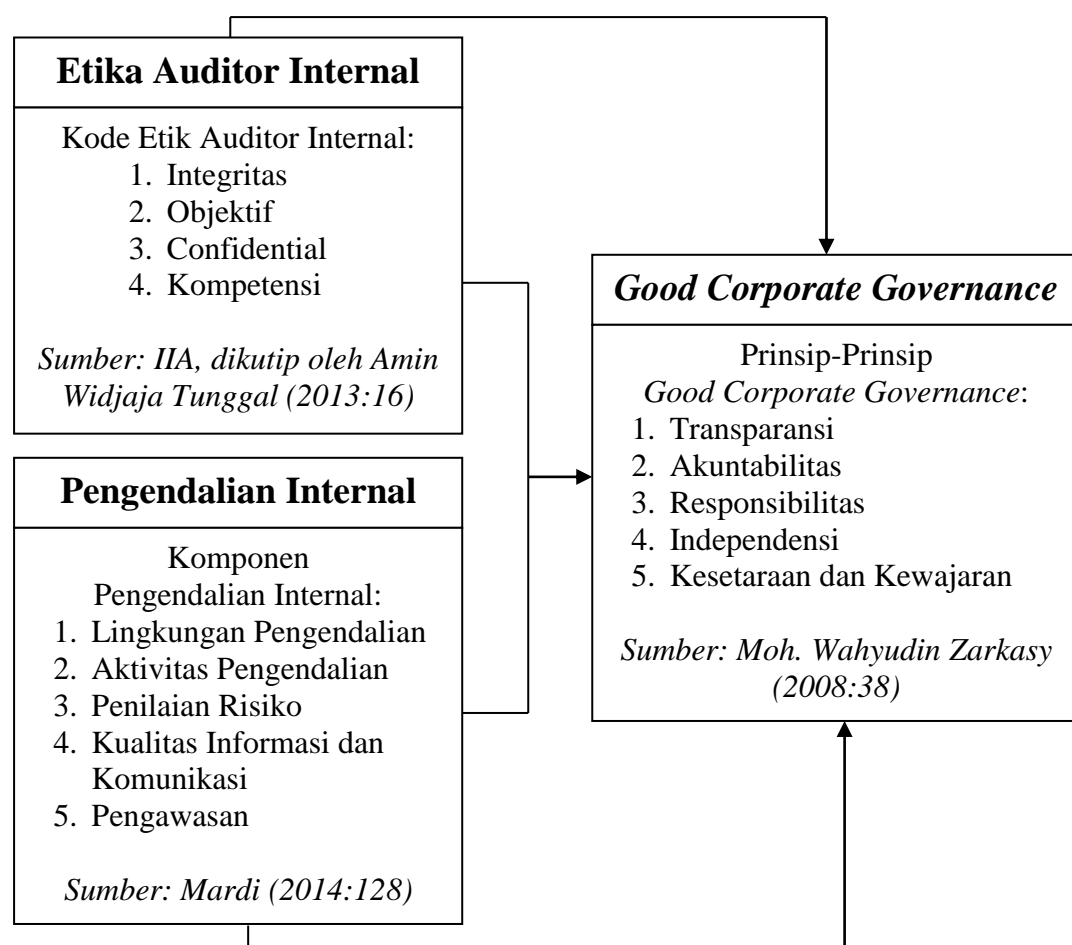 Etika Auditor Internal
Kode Etik Auditor Internal:
1. Integritas
2. Objektif
3. Confidential
4. Kompetensi
Sumber: IIA, dikutip oleh Amin
Widjaja Tunggal (2013:16)
Pengendalian Internal
Komponen
Pengendalian Internal:
1. Lingkungan Pengendalian
2. Aktivitas Pengendalian
3. Penilaian Risiko
4. Kualitas Informasi dan
Komunikasi
5. Pengawasan
Sumber: Mardi (2014:128)
Good Corporate Governance
Prinsip-Prinsip
Good Corporate Governance:
1. Transparansi
2. Akuntabilitas
3. Responsibilitas
4. Independensi
5. Kesetaraan dan Kewajaran
Sumber: Moh. Wahyudin Zarkasy
(2008:38)